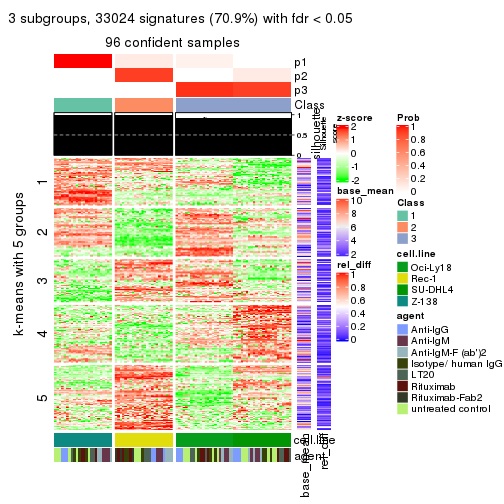 3 subgroups, 33024 signatures (70.9%) with fdr < 0.05
96 confident samples
p1
p2
p3
Class
1
0.5
0
silhouette
Silhouette
score
k-means with 5 groups
1
2
3
4
5
cell.line
agent
base_mean
rel_diff
z-score
2
1
0
-1
-2
base_mean
10
8
6
4
2
rel_diff
1
0.8
0.6
0.4
0.2
0
Prob
1
0.8
0.6
0.4
0.2
0
Class
1
2
3
cell.line
Oci-Ly18
Rec-1
SU-DHL4
Z-138
agent
Anti-IgG
Anti-IgM
Anti-IgM-F (ab')2
Isotype/ human IgG
LT20
Rituximab
Rituximab-Fab2
untreated control